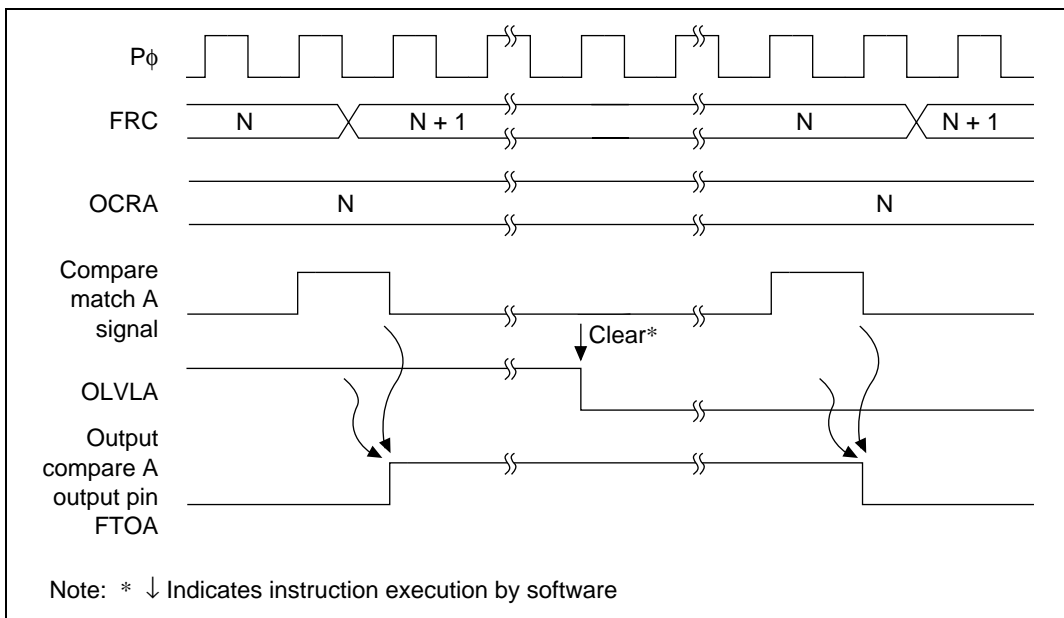 Pϕ
FRC
N
N + 1
N
N + 1
OCRA
N
N
Compare
match A
signal
Clear*
OLVLA
Output
compare A
output pin
FTOA
Note: * ↓ Indicates instruction execution by software